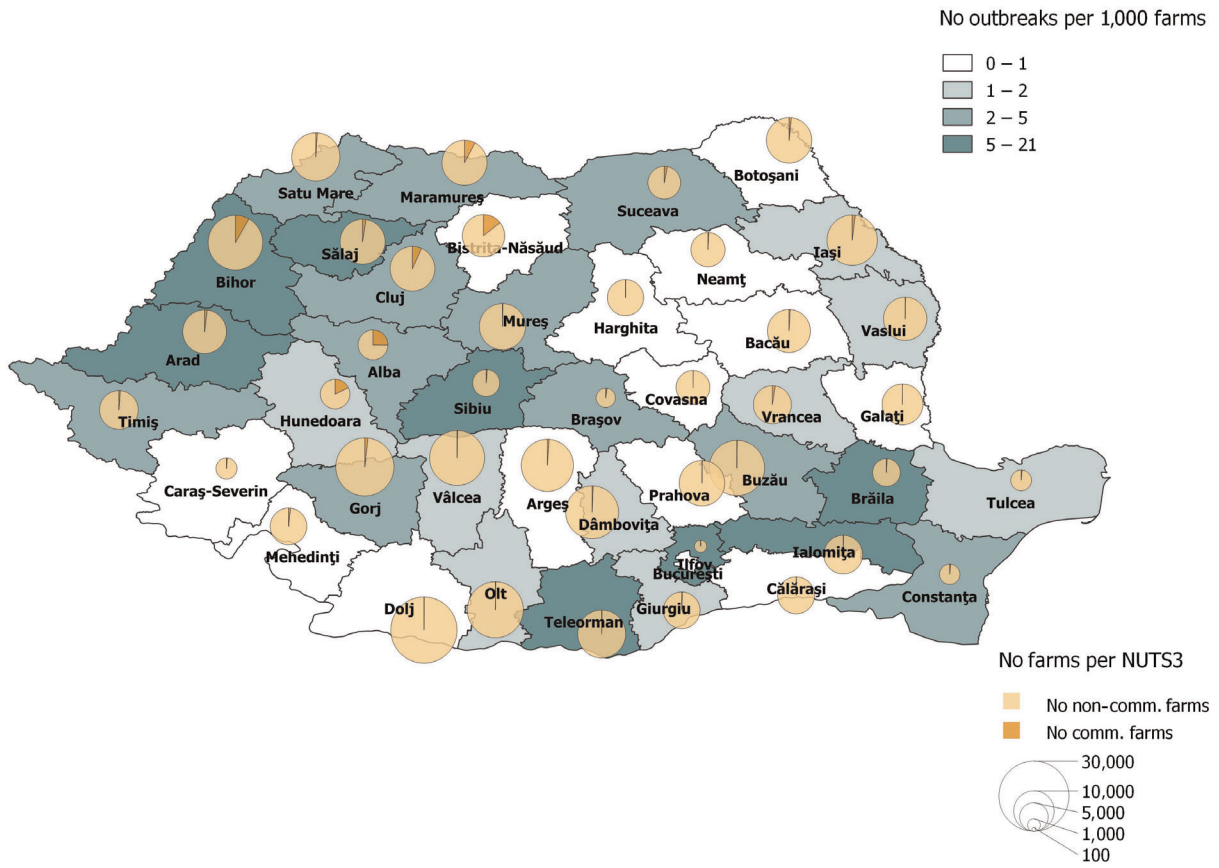 No outbreaks per 1,000 farms
0 – 1
1 – 2
2 – 5
5 – 21
Botoşani
Satu Mare
Maramureş
Suceava
Bistriţa-Năsăud
Iaşi
Sălaj
Bihor
Cluj
Neamţ
Mureş
Harghita
Bacău
Vaslui
Arad
Alba
Covasna
Sibiu
Braşov
Vrancea
Galaţi
Timiş
Hunedoara
Caraş-Severin
Gorj
Vâlcea
Argeş
Prahova
Buzău
Brăila
Tulcea
Dâmboviţa
Mehedinţi
Ialomiţa
Ilfov
Bucureşti
Călăraşi
Constanţa
Dolj
Olt
Teleorman
Giurgiu
No farms per NUTS3
No non-comm. farms
No comm. farms
30,000
10,000
5,000
1,000
100